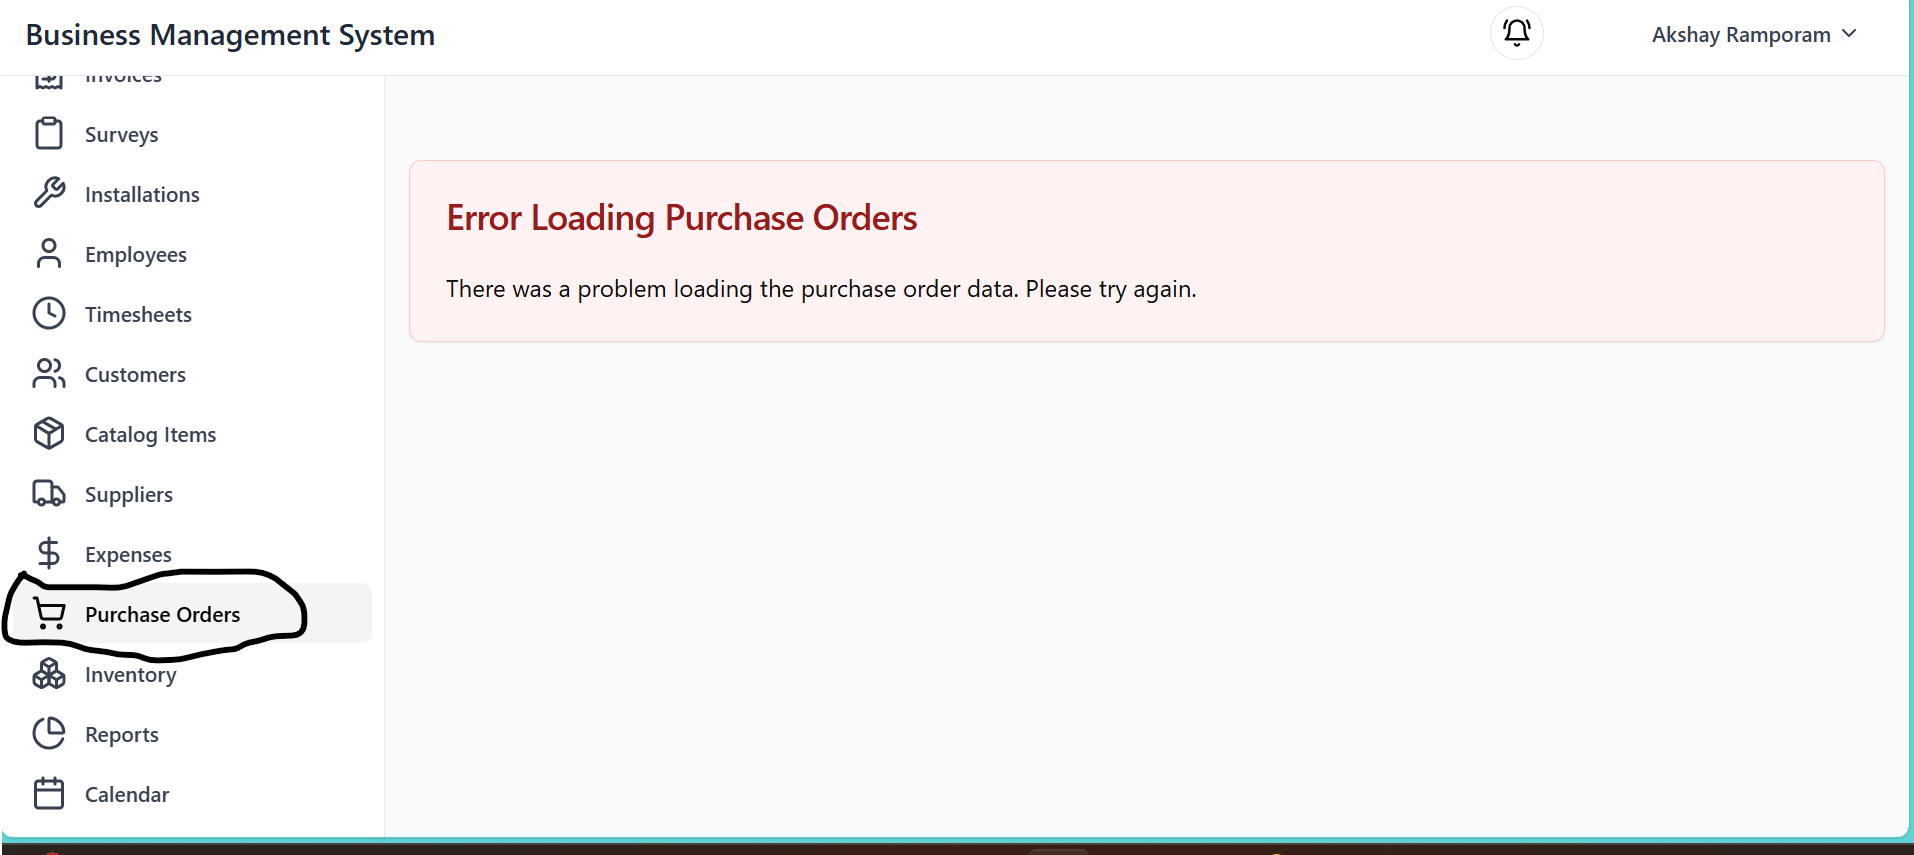 Business Management System
Akshay Ramporam
Invoices
Surveys
Installations
Employees
Timesheets
Customers
Catalog Items
Suppliers
Expenses
Purchase Orders
Inventory
Reports
Calendar
Error Loading Purchase Orders
There was a problem loading the purchase order data. Please try again.